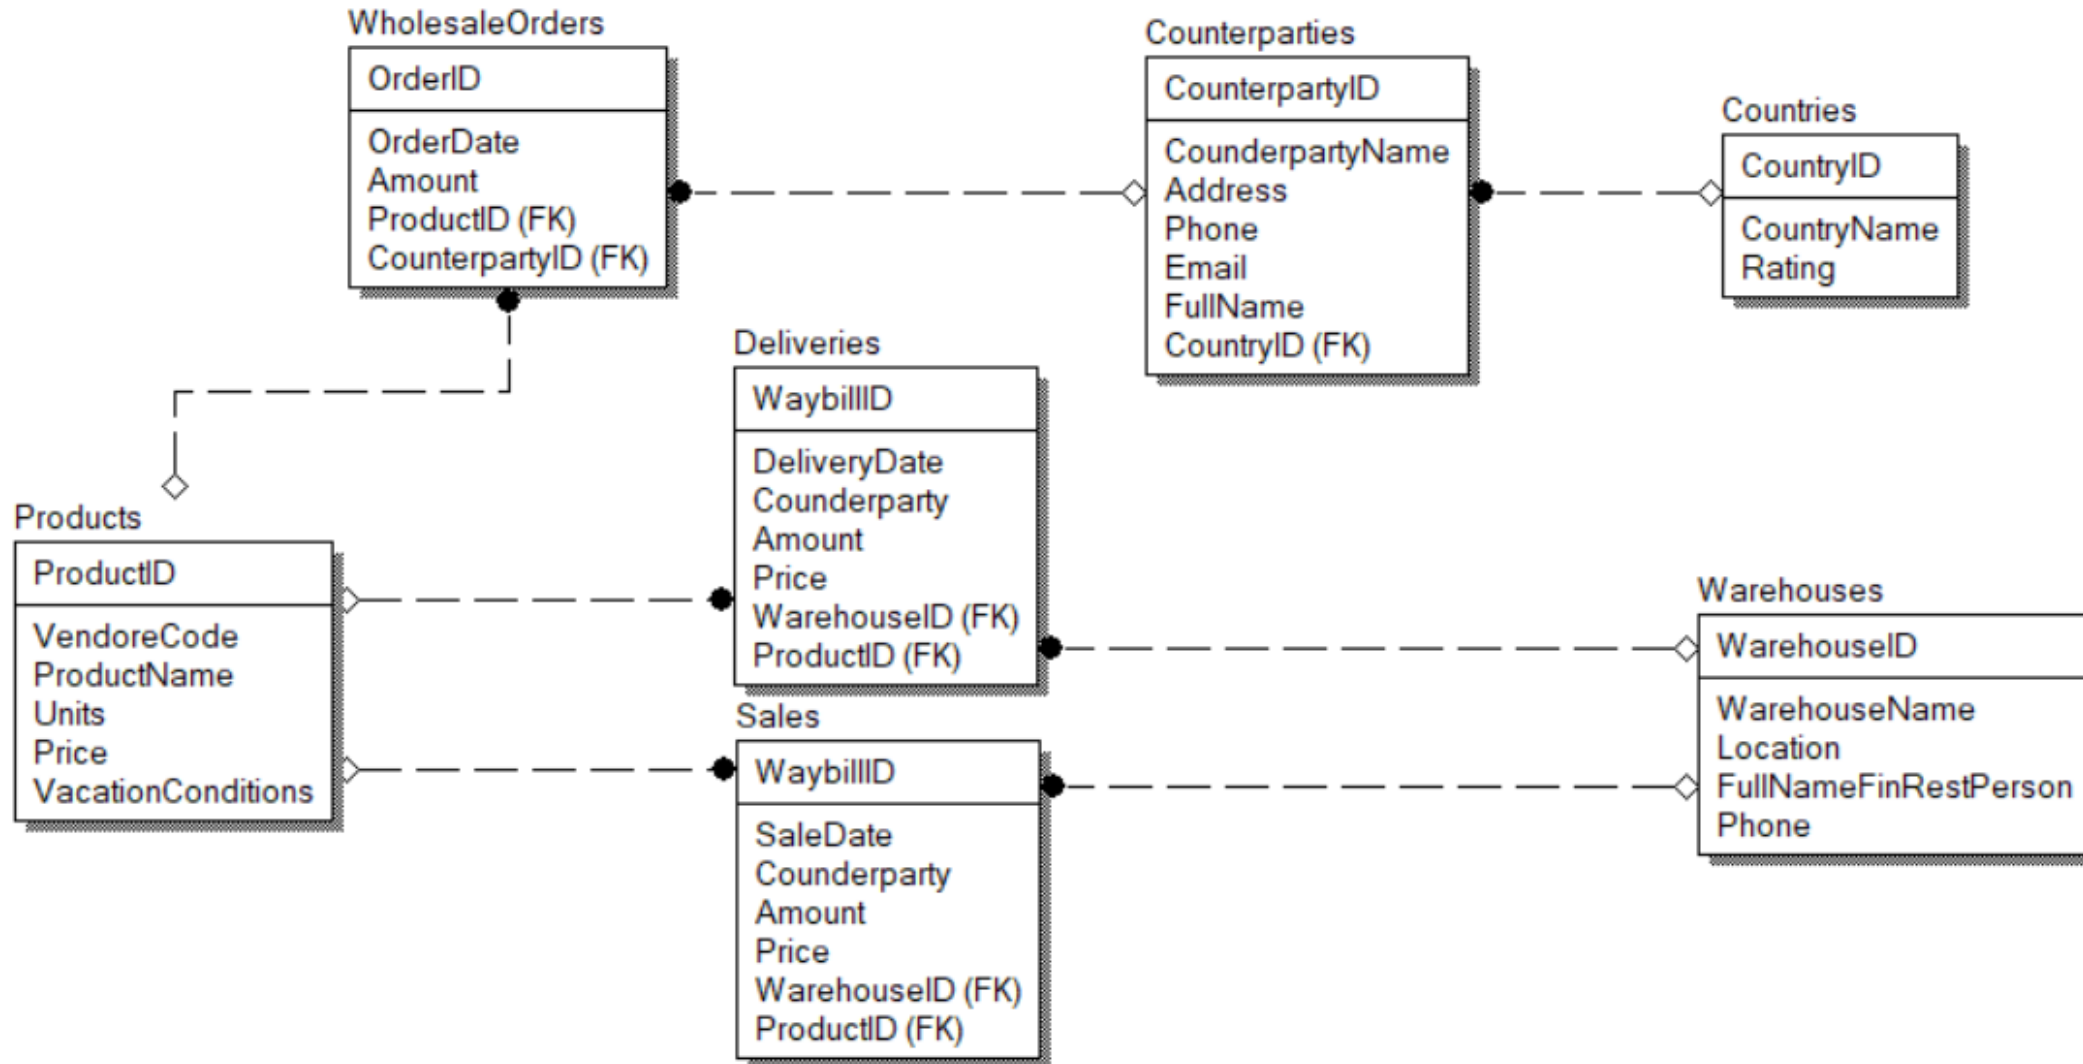 WholesaleOrders
OrderID
OrderDate
Amount
ProductID (FK)
CounterpartyID (FK)
Counterparties
CounterpartyID
CounderpartyName
Address
Phone
Email
FullName
CountryID (FK)
Countries
CountryID
CountryName
Rating
Deliveries
WaybillID
DeliveryDate
Counderparty
Amount
Price
WarehouseID (FK)
ProductID (FK)
Products
ProductID
VendoreCode
ProductName
Units
Price
VacationConditions
Warehouses
WarehouseID
WarehouseName
Location
FullNameFinRestPerson
Phone
Sales
WaybillID
SaleDate
Counderparty
Amount
Price
WarehouseID (FK)
ProductID (FK)